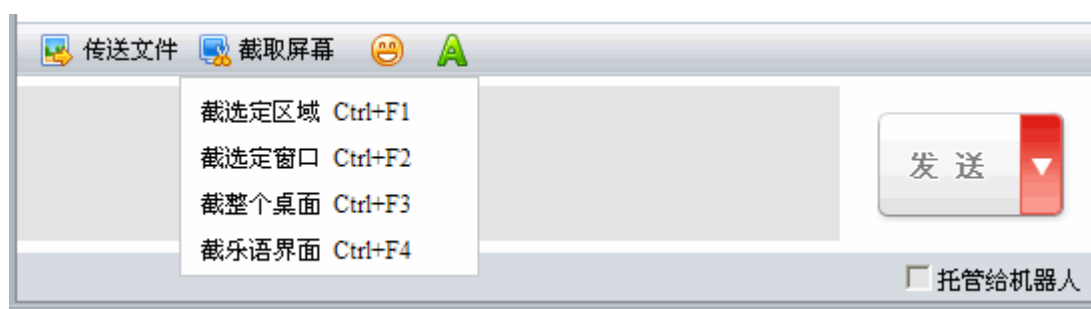 传送文件 截取屏幕
截选定区域 Ctrl+F1
截选定窗口 Ctrl+F2
截整个桌面 Ctrl+F3
截乐语界面 Ctrl+F4
发送
托管给机器人